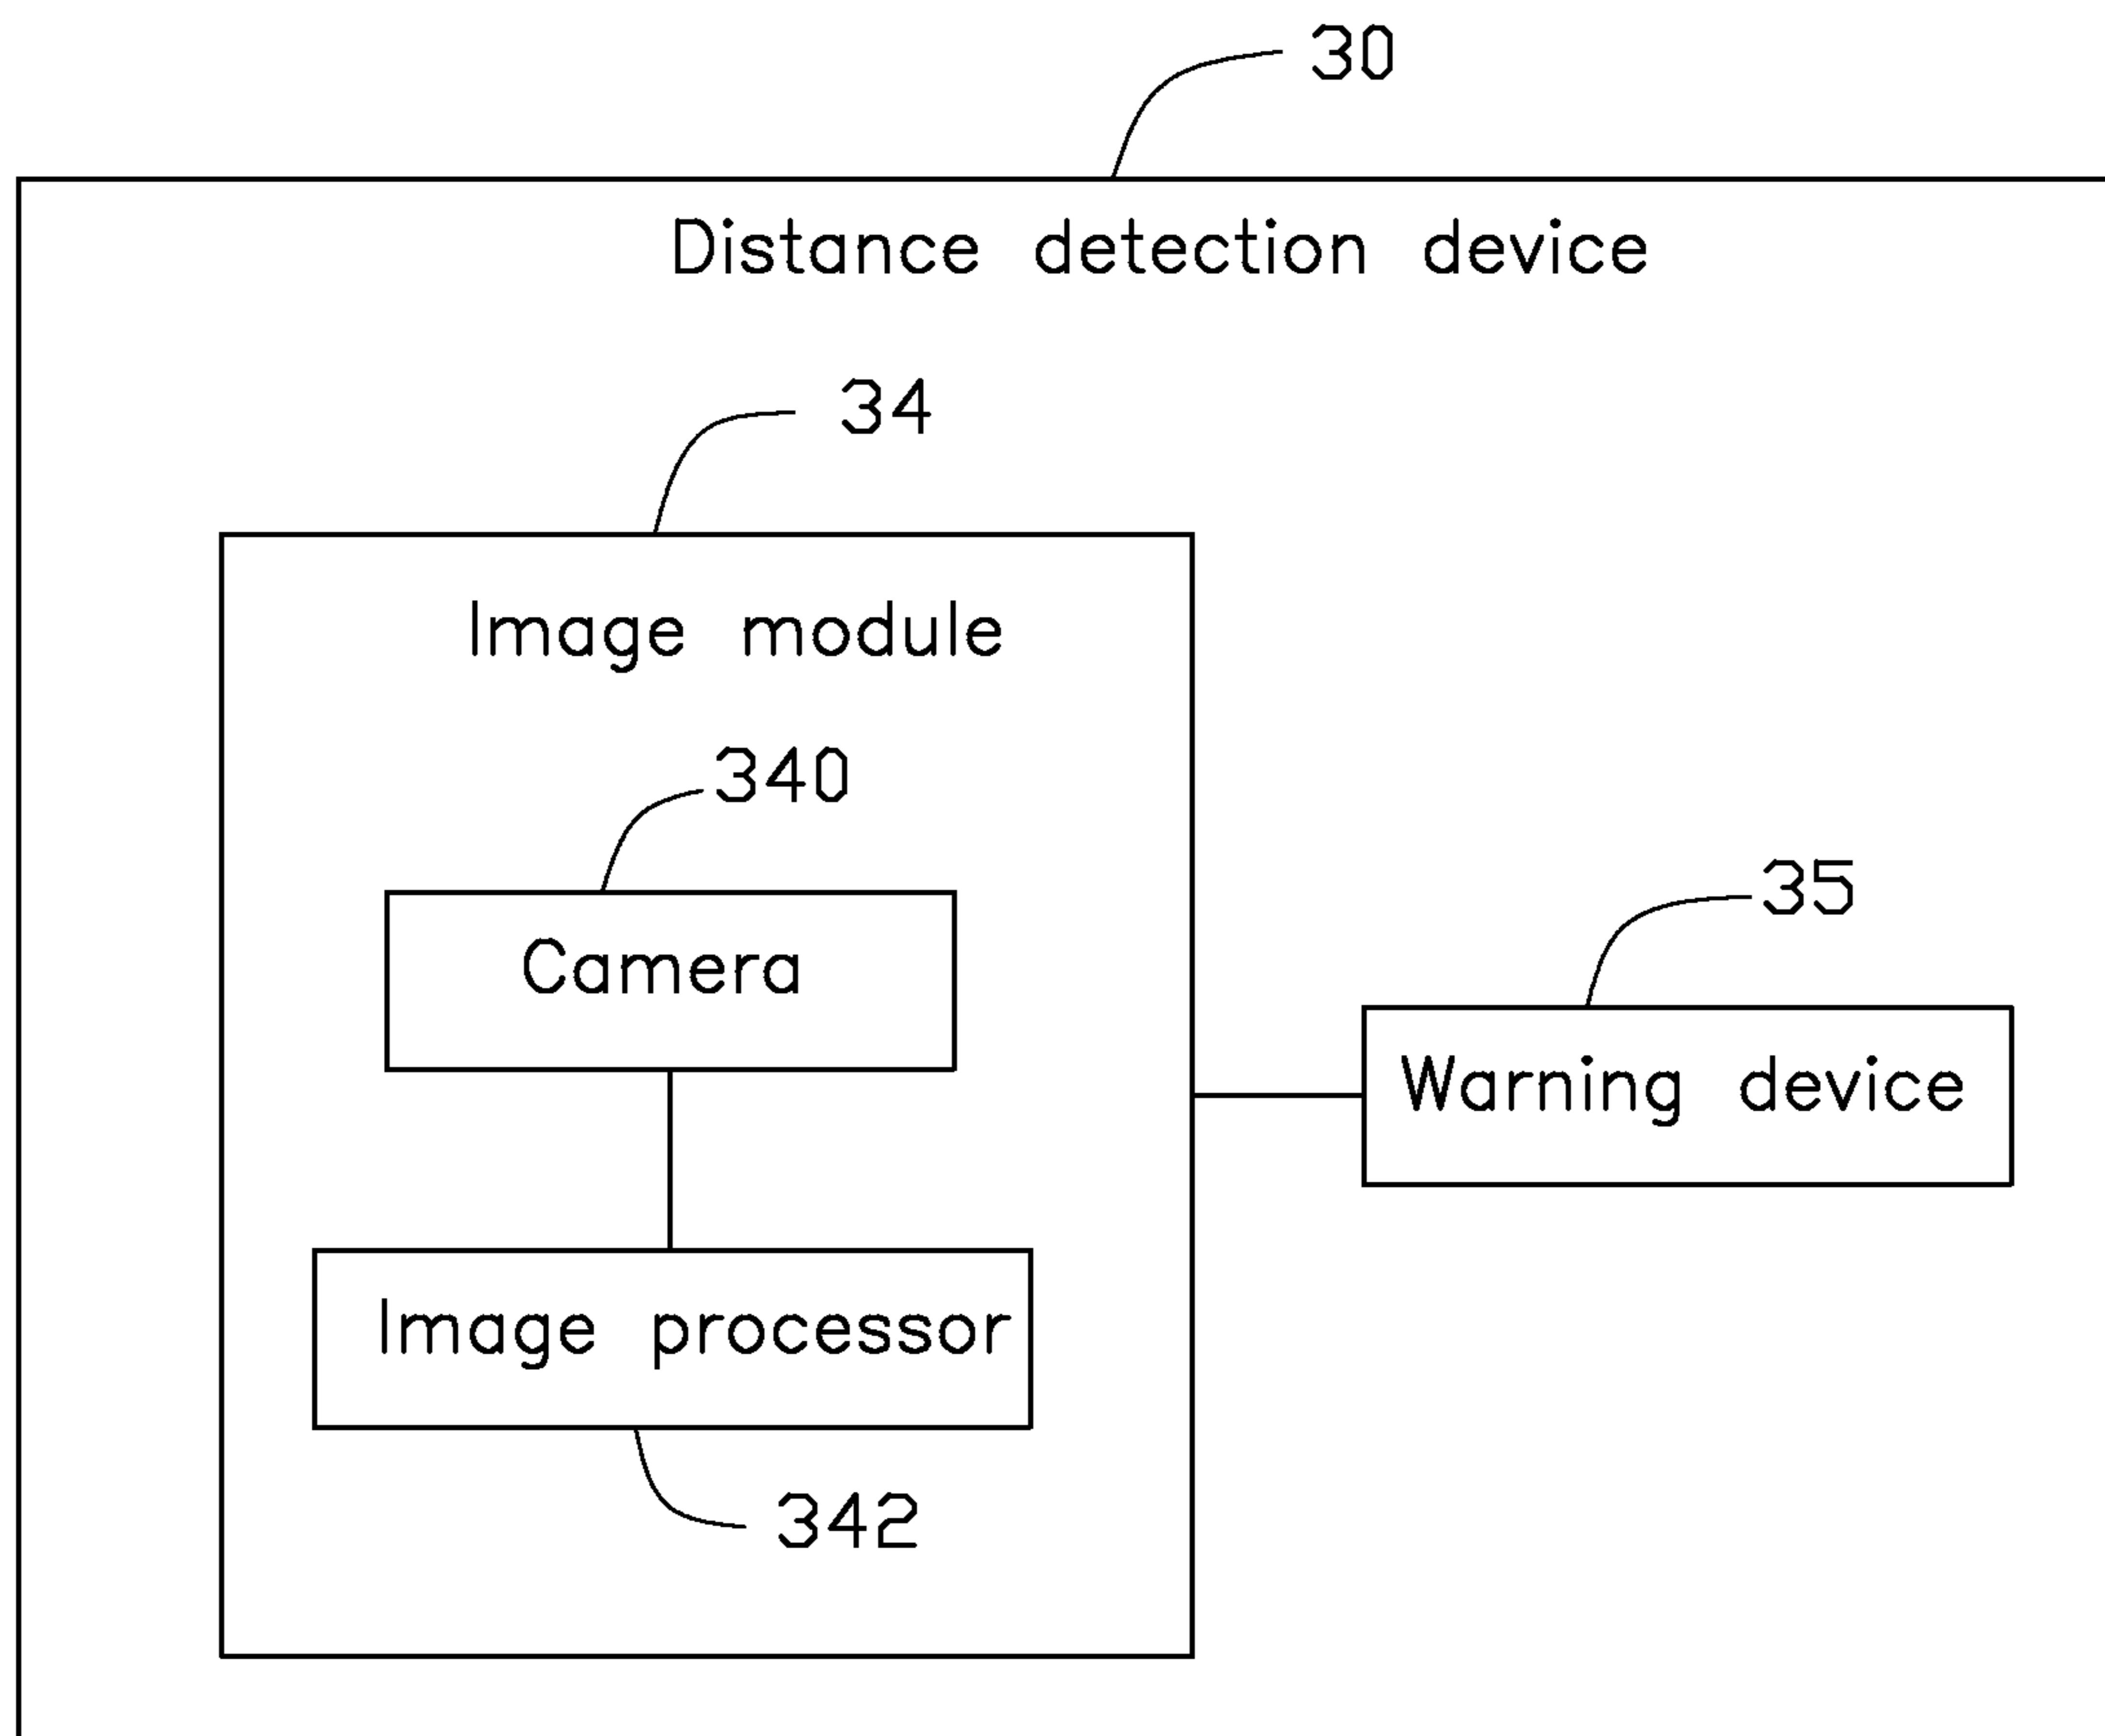 30
Distance detection device
34
Image module
340
Camera
35
Warning device
Image processor
342